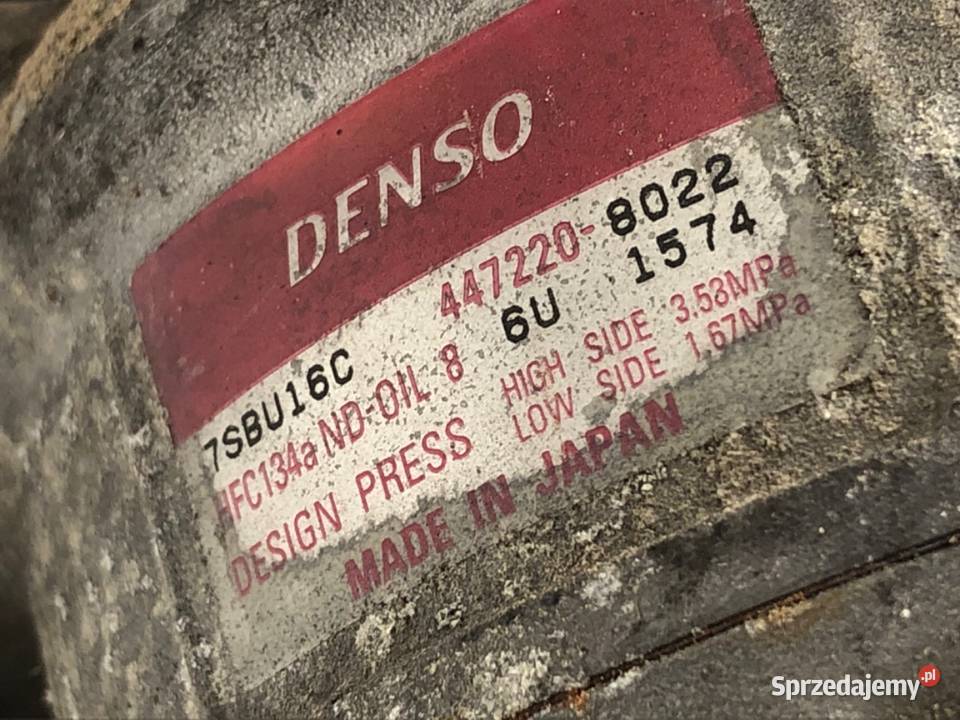 DENSO
447220-8022
7SBU16C 6U 1574
HFC134a ND-OIL 8
DESIGN PRESS HIGH SIDE 3.53MPa
LOW SIDE 1.67MPa
MADE IN JAPAN
Sprzedajemy.pl